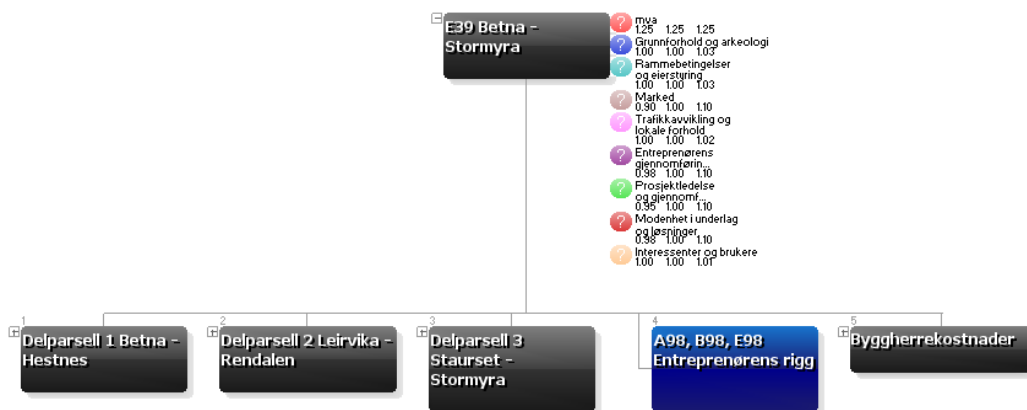 E39 Betna –
Stormyra
mva
1.25 1.25 1.25
Grunnforhold og arkeologi
1.00 1.00 1.03
Rammebetingelser
og eierstyring
1.00 1.00 1.03
Marked
0.90 1.00 1.10
Trafikkavvikling og
lokale forhold
1.00 1.00 1.02
Entreprenørens
gjennomførin...
0.98 1.00 1.10
Prosjektledelse
og gjennomf...
0.95 1.00 1.10
Modenhet i underlag
og løsninger
0.98 1.00 1.10
Interessenter og brukere
1.00 1.00 1.01
1
Delparsell 1 Betna –
Hestnes
2
Delparsell 2 Leirvika –
Rendalen
3
Delparsell 3
Staurset –
Stormyra
4
A98, B98, E98
Entreprenørens rigg
5
Byggherrekostnader